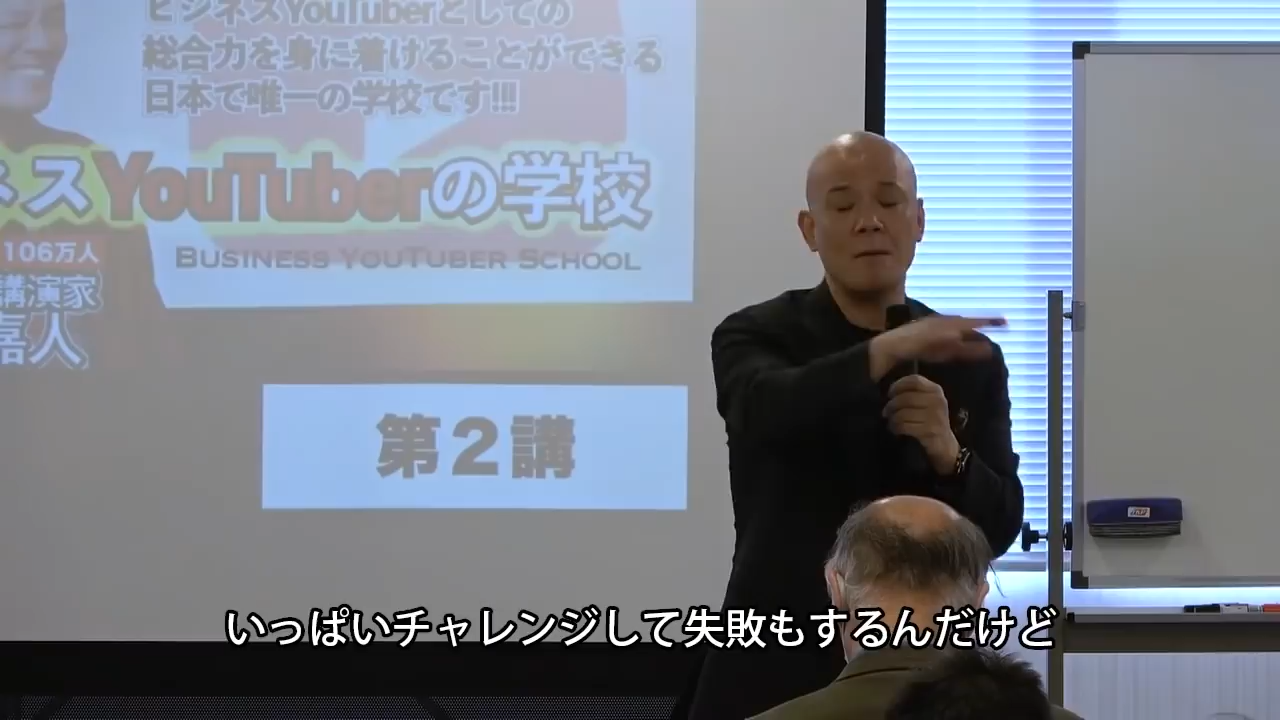 ビジネスYouTuberとしての
総合力を身に着けることができる
日本で唯一の学校です!!!
ネスYouTuberの学校
BUSINESS YOUTUBER SCHOOL
106万人
講演家
嘉人
第2講
いっぱいチャレンジして失敗もするんだけど